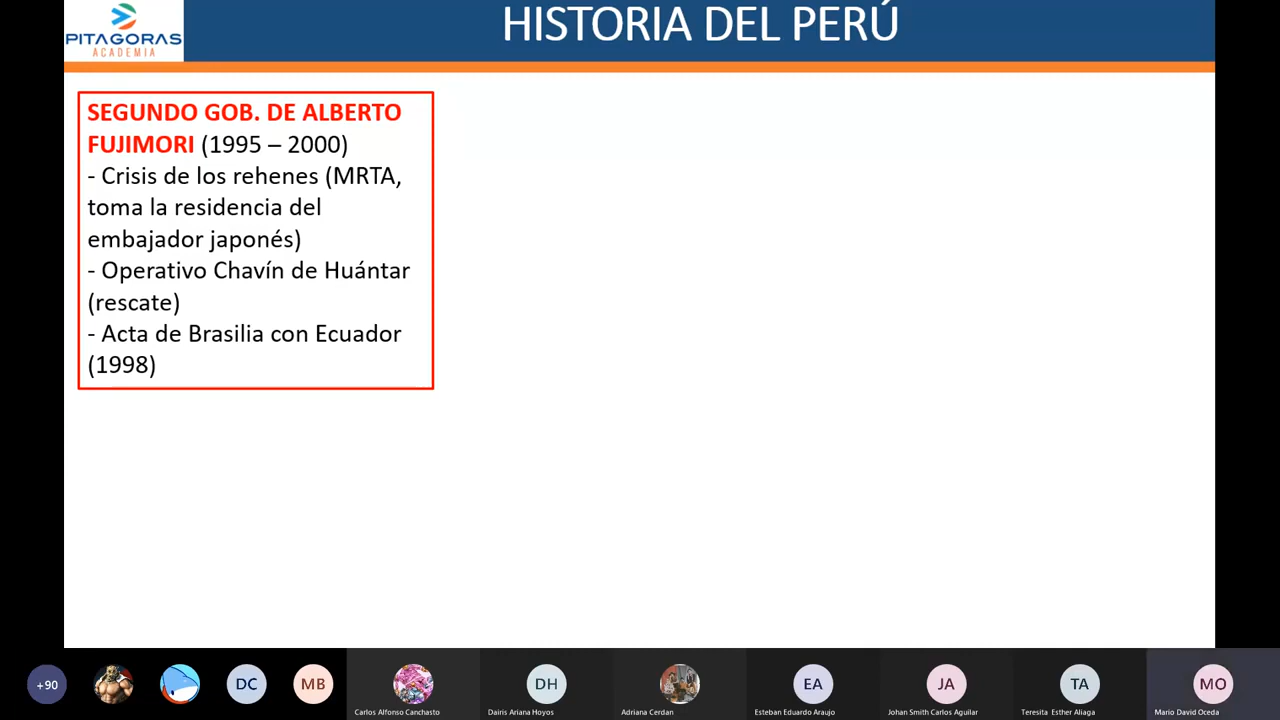 PITAGORAS
ACADEMIA
HISTORIA DEL PERÚ
SEGUNDO GOB. DE ALBERTO
FUJIMORI (1995 – 2000)
- Crisis de los rehenes (MRTA,
toma la residencia del
embajador japonés)
- Operativo Chavín de Huántar
(rescate)
- Acta de Brasilia con Ecuador
(1998)
+90
DC
MB
DH
EA
JA
TA
MO
Carlos Alfonso Canchasto
Dairis Ariana Hoyos
Adriana Cerdan
Esteban Eduardo Araujo
Johan Smith Carlos Aguilar
Teresita Esther Aliaga
Mario David Oceda